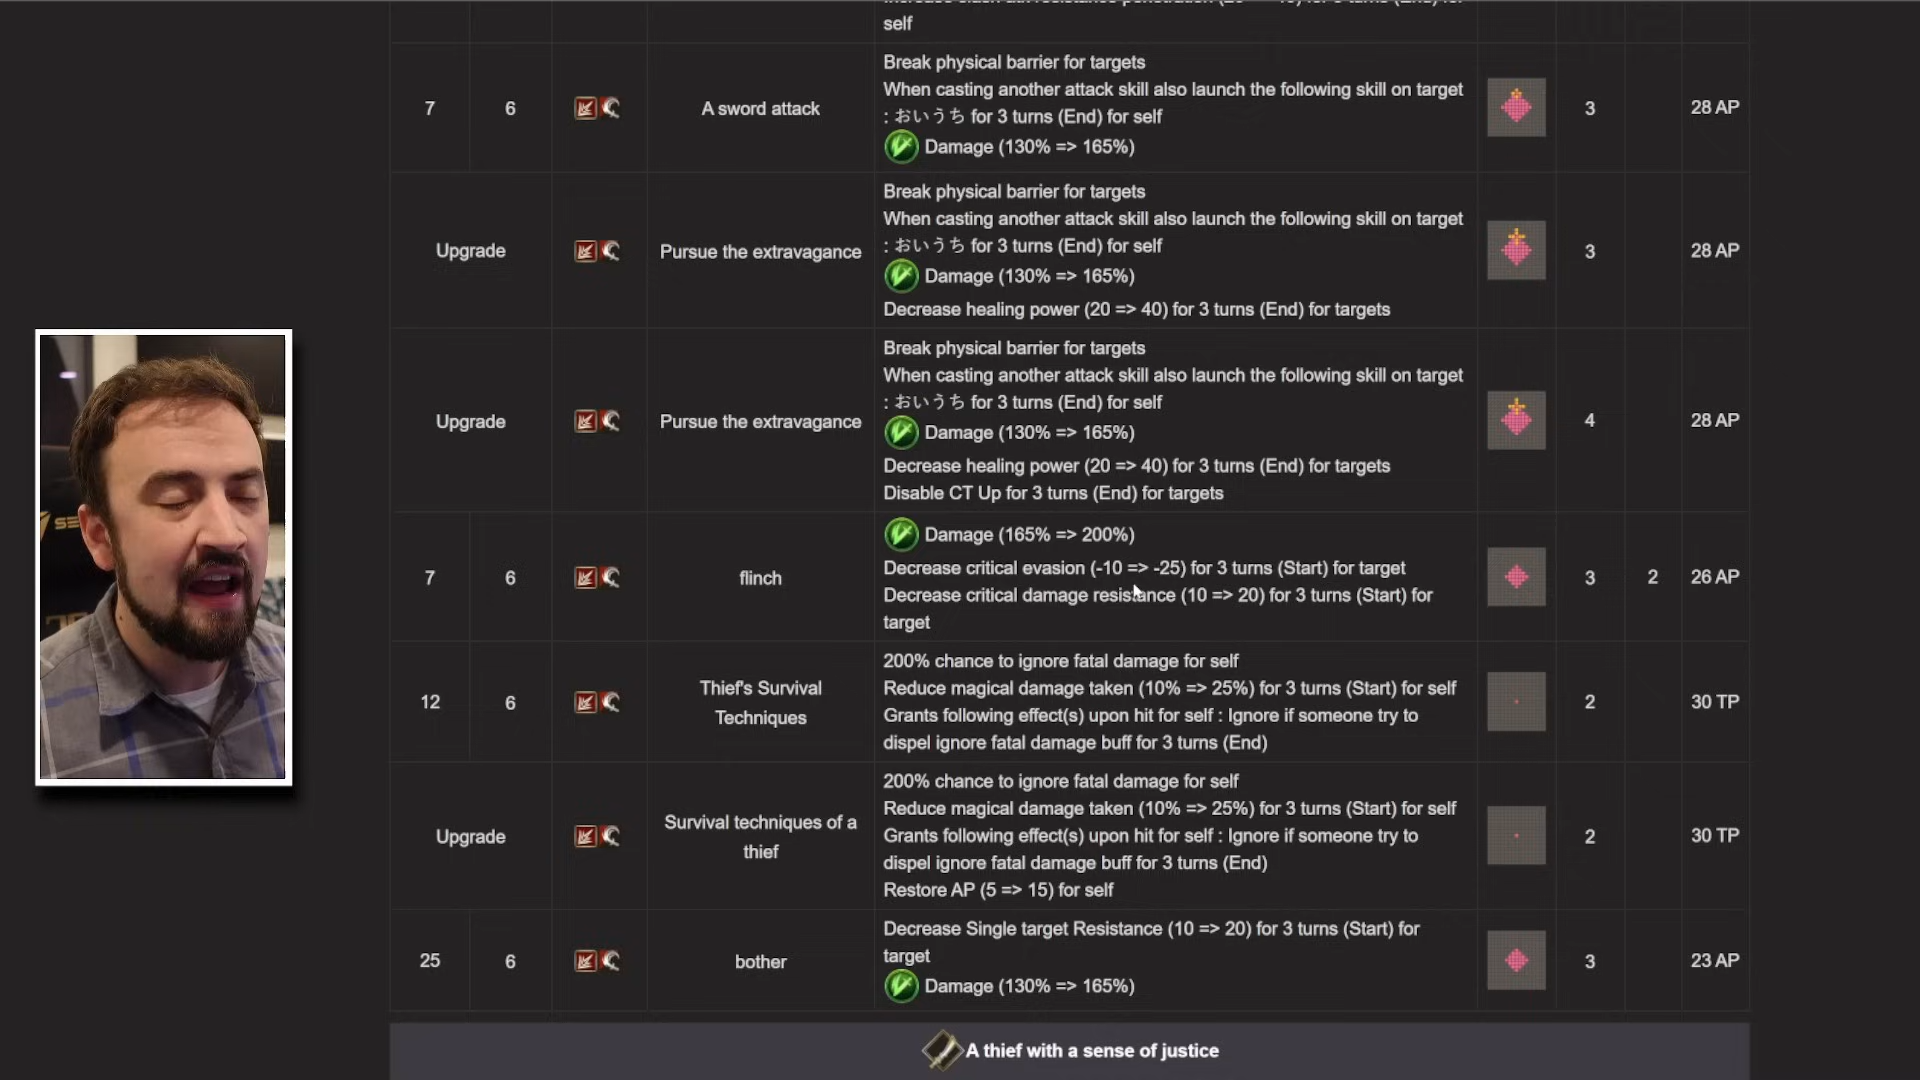 self
7 6 A sword attack
Break physical barrier for targets
When casting another attack skill also launch the following skill on target
: おいうち for 3 turns (End) for self
Damage (130% => 165%)
3 28 AP
Upgrade Pursue the extravagance
Break physical barrier for targets
When casting another attack skill also launch the following skill on target
: おいうち for 3 turns (End) for self
Damage (130% => 165%)
Decrease healing power (20 => 40) for 3 turns (End) for targets
3 28 AP
Upgrade Pursue the extravagance
Break physical barrier for targets
When casting another attack skill also launch the following skill on target
: おいうち for 3 turns (End) for self
Damage (130% => 165%)
Decrease healing power (20 => 40) for 3 turns (End) for targets
Disable CT Up for 3 turns (End) for targets
4 28 AP
7 6 flinch
Damage (165% => 200%)
Decrease critical evasion (-10 => -25) for 3 turns (Start) for target
Decrease critical damage resistance (10 => 20) for 3 turns (Start) for
target
3 2 26 AP
12 6 Thief's Survival
Techniques
200% chance to ignore fatal damage for self
Reduce magical damage taken (10% => 25%) for 3 turns (Start) for self
Grants following effect(s) upon hit for self : Ignore if someone try to
dispel ignore fatal damage buff for 3 turns (End)
2 30 TP
Upgrade Survival techniques of a
thief
200% chance to ignore fatal damage for self
Reduce magical damage taken (10% => 25%) for 3 turns (Start) for self
Grants following effect(s) upon hit for self : Ignore if someone try to
dispel ignore fatal damage buff for 3 turns (End)
Restore AP (5 => 15) for self
2 30 TP
25 6 bother
Decrease Single target Resistance (10 => 20) for 3 turns (Start) for
target
Damage (130% => 165%)
3 23 AP
A thief with a sense of justice